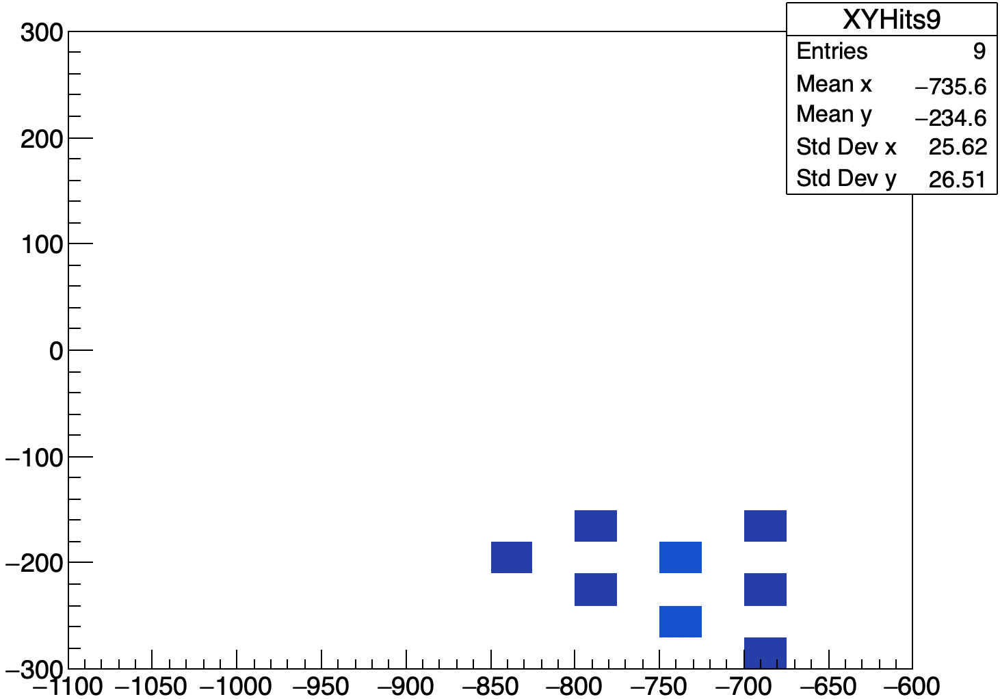 XYHits9
Entries 9
Mean x −735.6
Mean y −234.6
Std Dev x 25.62
Std Dev y 26.51
300
200
100
0
−100
−200
−300
−1100 −1050 −1000 −950 −900 −850 −800 −750 −700 −650 −600